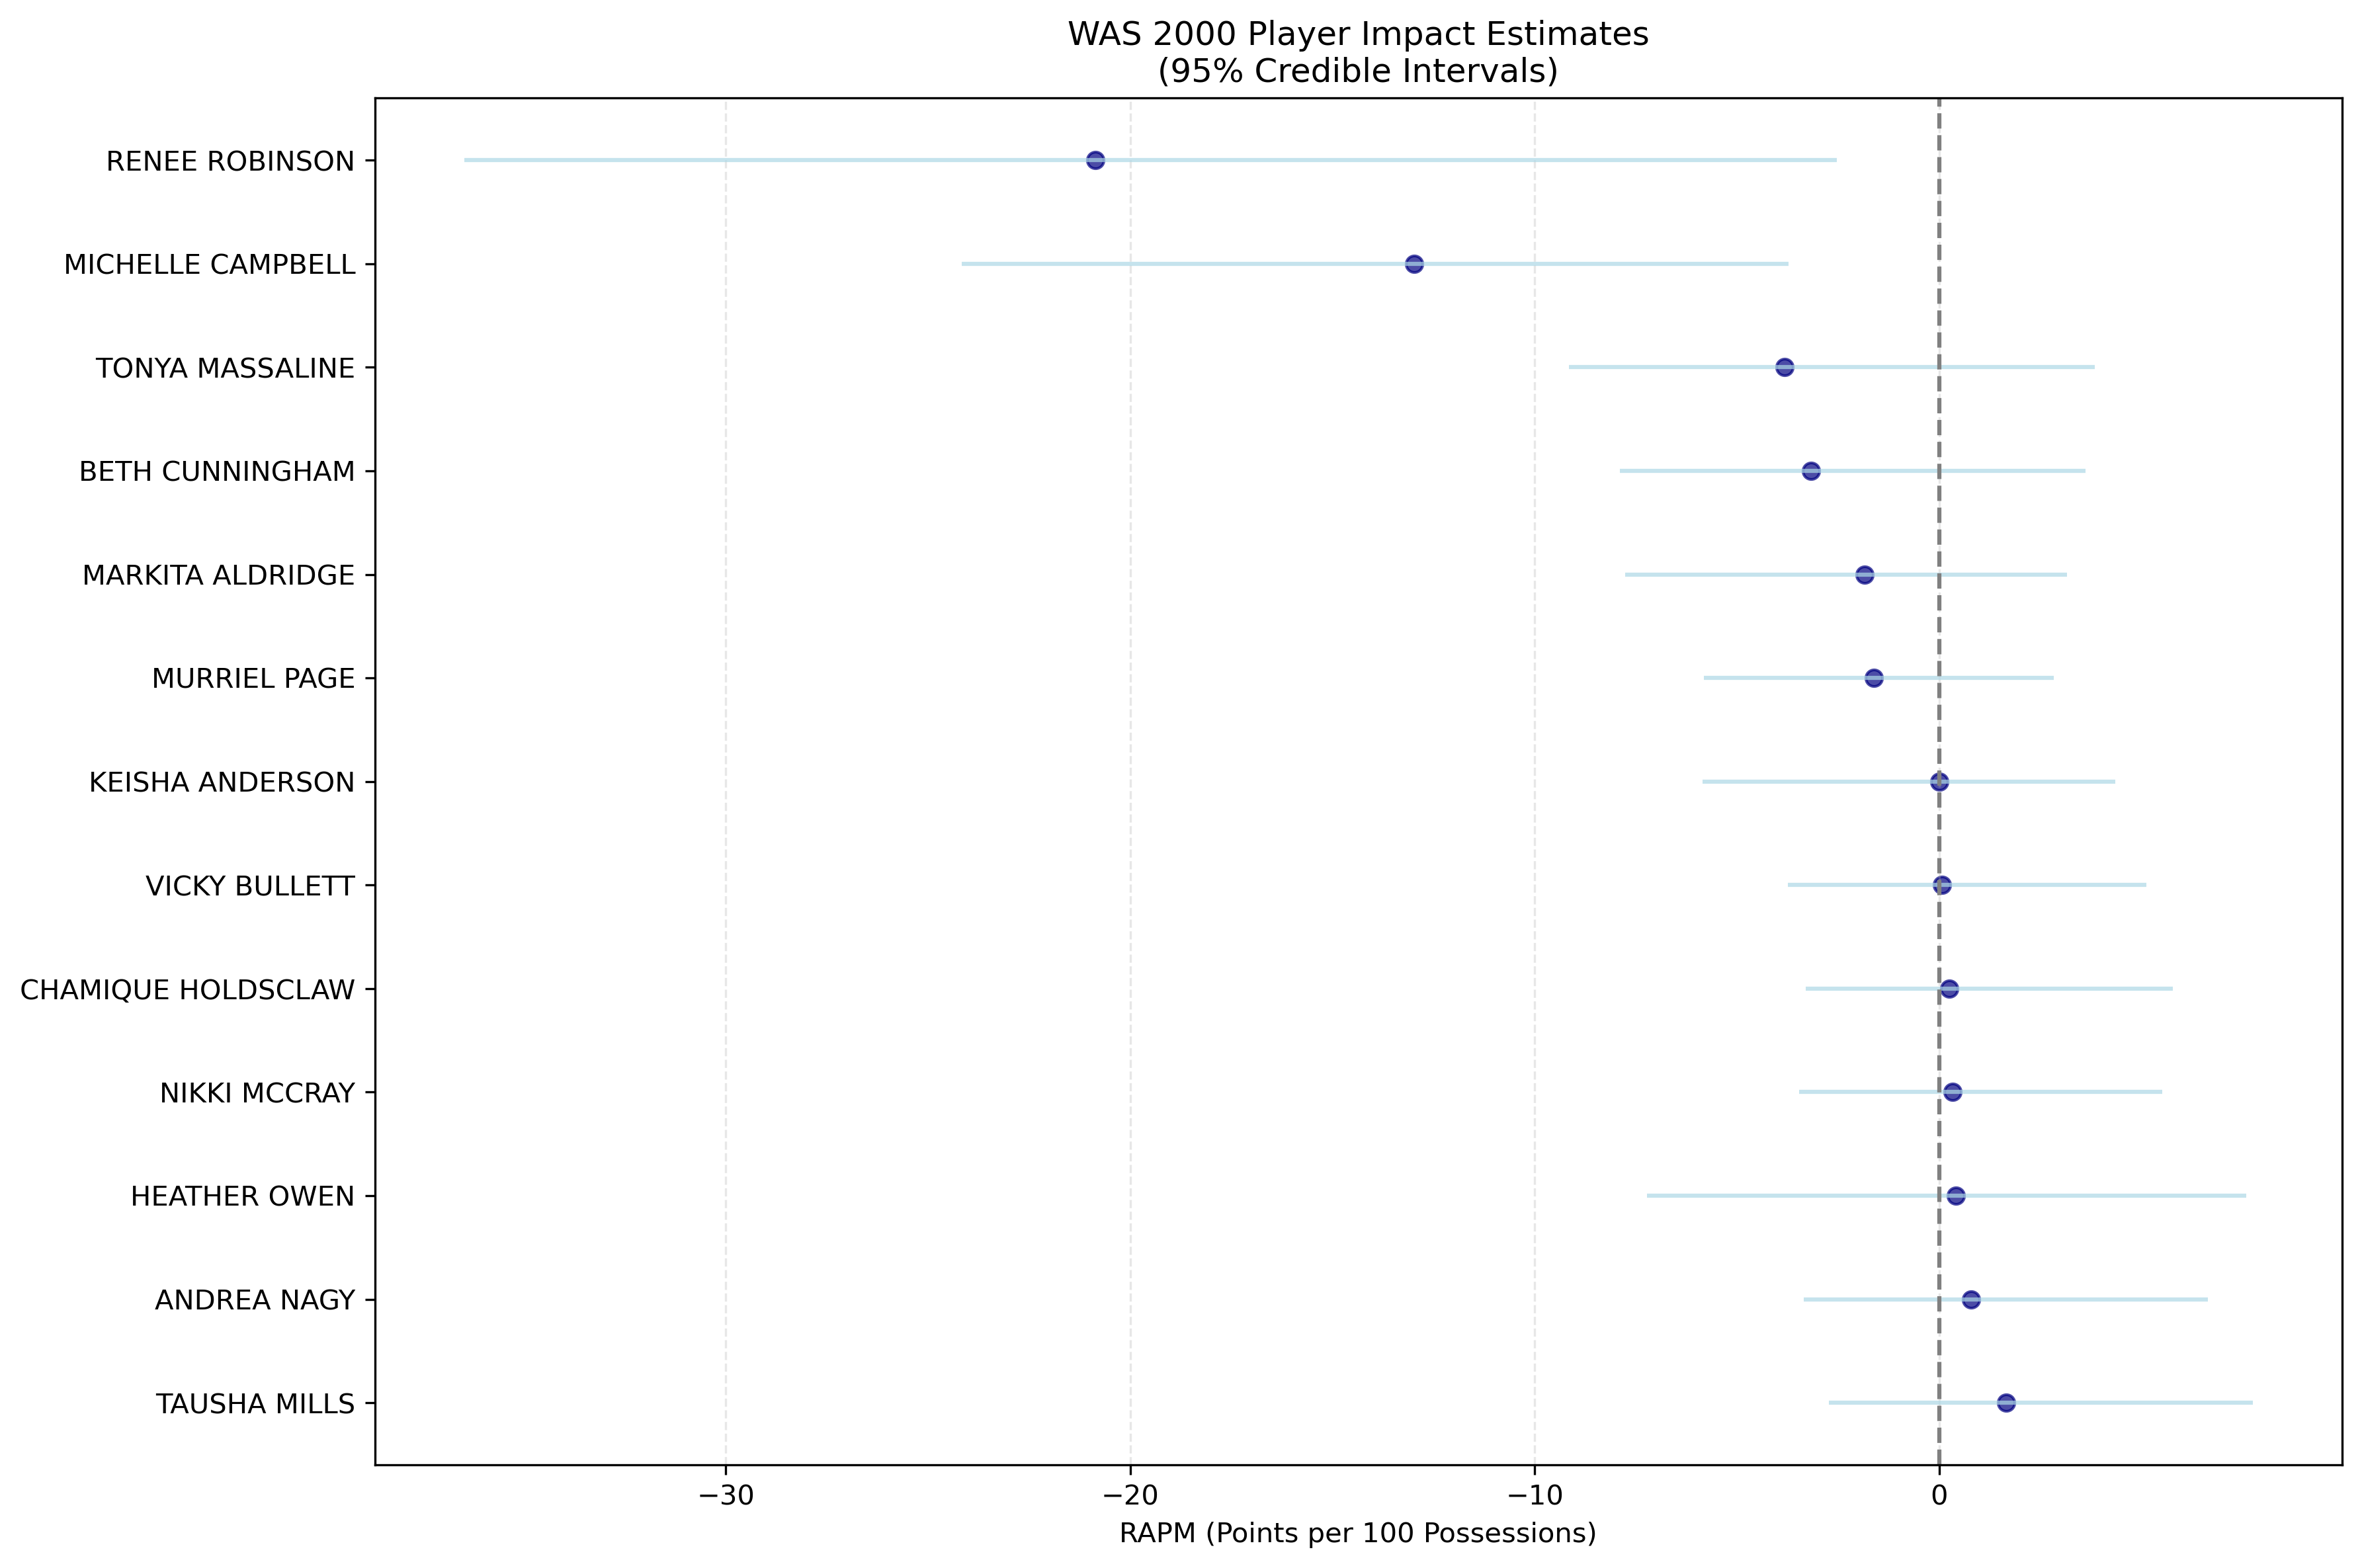 WAS 2000 Player Impact Estimates
(95% Credible Intervals)
RENEE ROBINSON
MICHELLE CAMPBELL
TONYA MASSALINE
BETH CUNNINGHAM
MARKITA ALDRIDGE
MURRIEL PAGE
KEISHA ANDERSON
VICKY BULLETT
CHAMIQUE HOLDSCLAW
NIKKI MCCRAY
HEATHER OWEN
ANDREA NAGY
TAUSHA MILLS
−30 −20 −10 0
RAPM (Points per 100 Possessions)